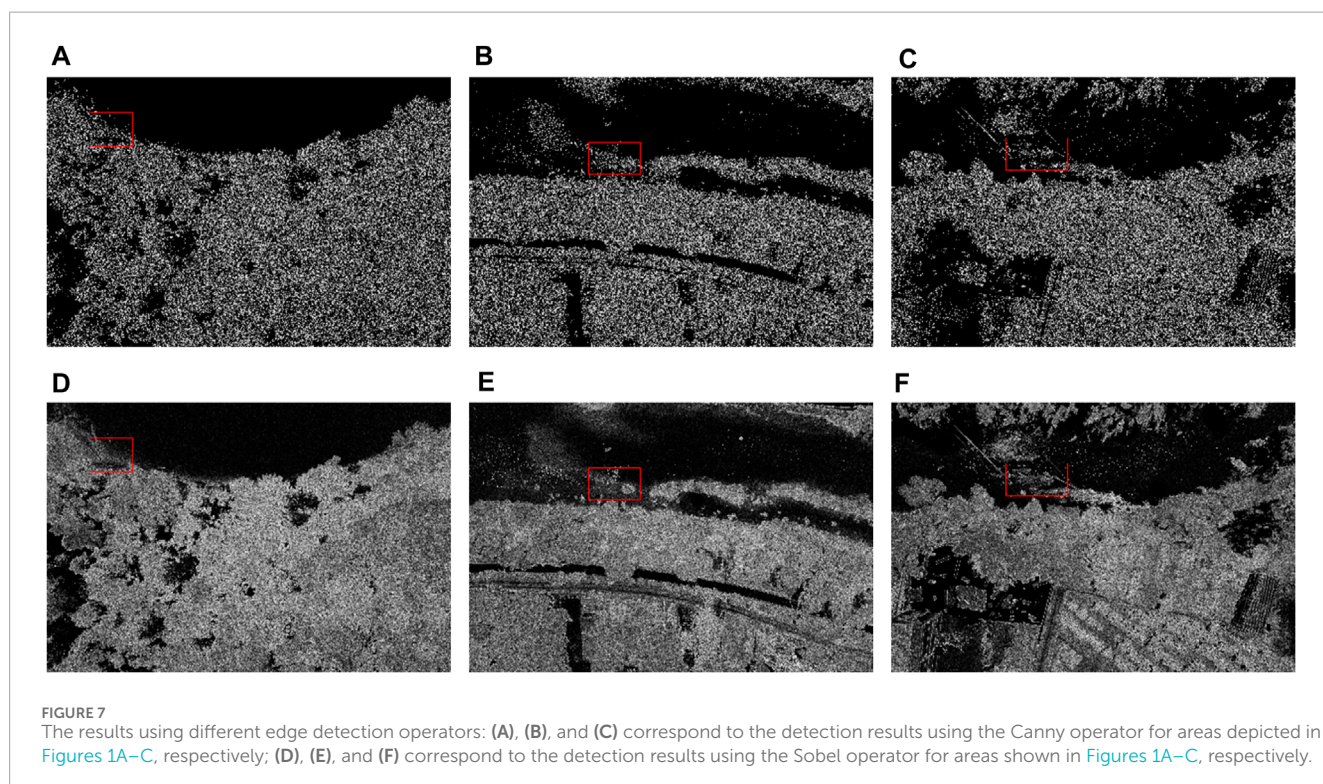 A
B
C
D
E
F
FIGURE 7
The results using different edge detection operators: (A), (B), and (C) correspond to the detection results using the Canny operator for areas depicted in
Figures 1A–C, respectively; (D), (E), and (F) correspond to the detection results using the Sobel operator for areas shown in Figures 1A–C, respectively.